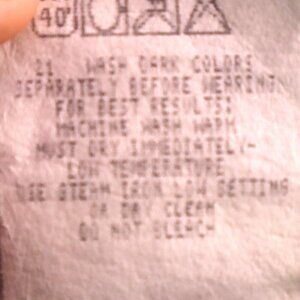 40°
21 WASH DARK COLORS
SEPARATELY BEFORE WEARING
FOR BEST RESULTS:
MACHINE WASH WARM
MUST DRY IMMEDIATELY-
LOW TEMPERATURE
USE STEAM IRON LOW SETTING
OR DRY CLEAN
DO NOT BLEACH